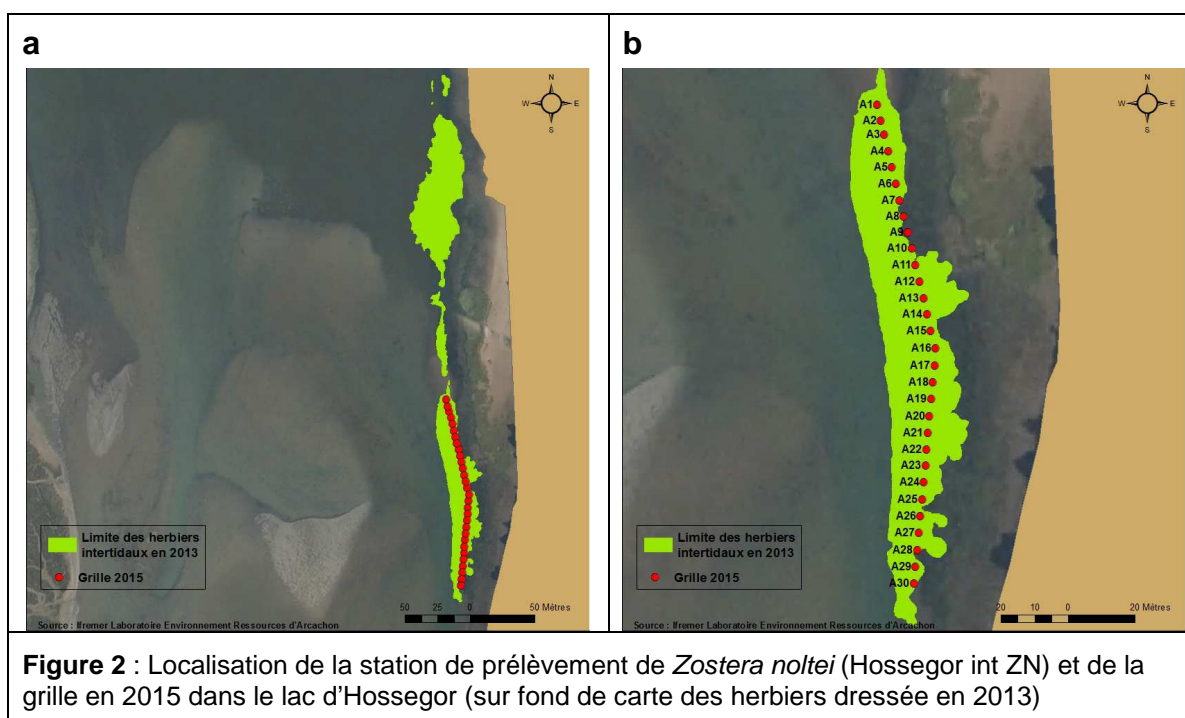 a
N
W E
S
Limite des herbiers
intertidaux en 2013
Grille 2015
50 25 0 50 Mètres
Source : Ifremer Laboratoire Environnement Ressources d'Arcachon
b
N
W E
S
A1
A2
A3
A4
A5
A6
A7
A8
A9
A10
A11
A12
A13
A14
A15
A16
A17
A18
A19
A20
A21
A22
A23
A24
A25
A26
A27
A28
A29
A30
Limite des herbiers
intertidaux en 2013
Grille 2015
20 10 0 20 Mètres
Source : Ifremer Laboratoire Environnement Ressources d'Arcachon
Figure 2 : Localisation de la station de prélèvement de Zostera noltei (Hossegor int ZN) et de la
grille en 2015 dans le lac d'Hossegor (sur fond de carte des herbiers dressée en 2013)